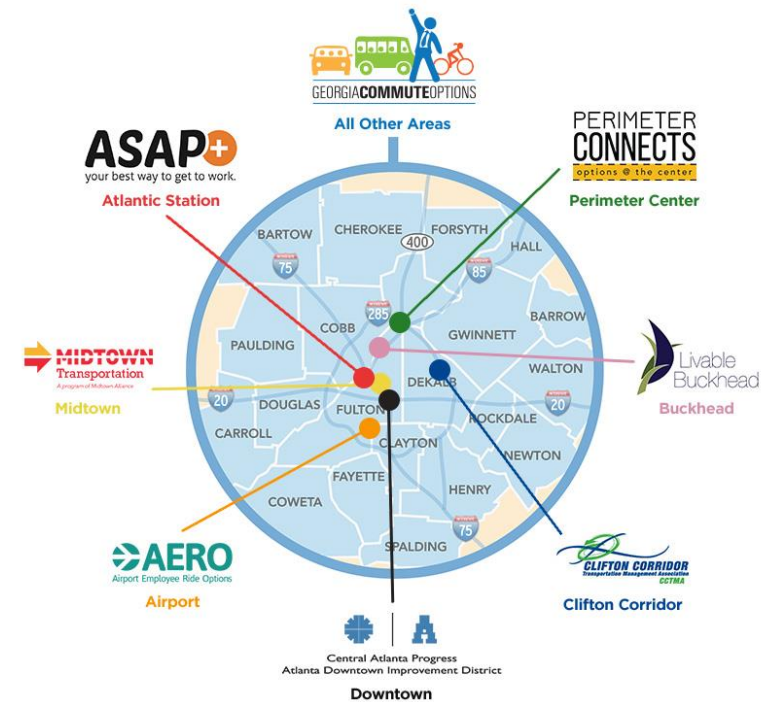 GEORGIACOMMUTEOPTIONS
All Other Areas
ASAP+
your best way to get to work.
Atlantic Station
PERIMETER
CONNECTS
options @ the center
Perimeter Center
BARTOW
CHEROKEE
FORSYTH
400
HALL
75
85
285
COBB
PAULDING
GWINNETT
BARROW
WALTON
MIDTOWN
Transportation
A program of Midtown Alliance
Midtown
Livable
Buckhead
Buckhead
DEKALB
20
20
DOUGLAS
FULTON
ROCKDALE
CARROLL
CLAYTON
NEWTON
FAYETTE
HENRY
COWETA
75
SPALDING
AERO
Airport Employee Ride Options
Airport
CLIFTON CORRIDOR
Transportation Management Association
CCTMA
Clifton Corridor
Central Atlanta Progress
Atlanta Downtown Improvement District
Downtown